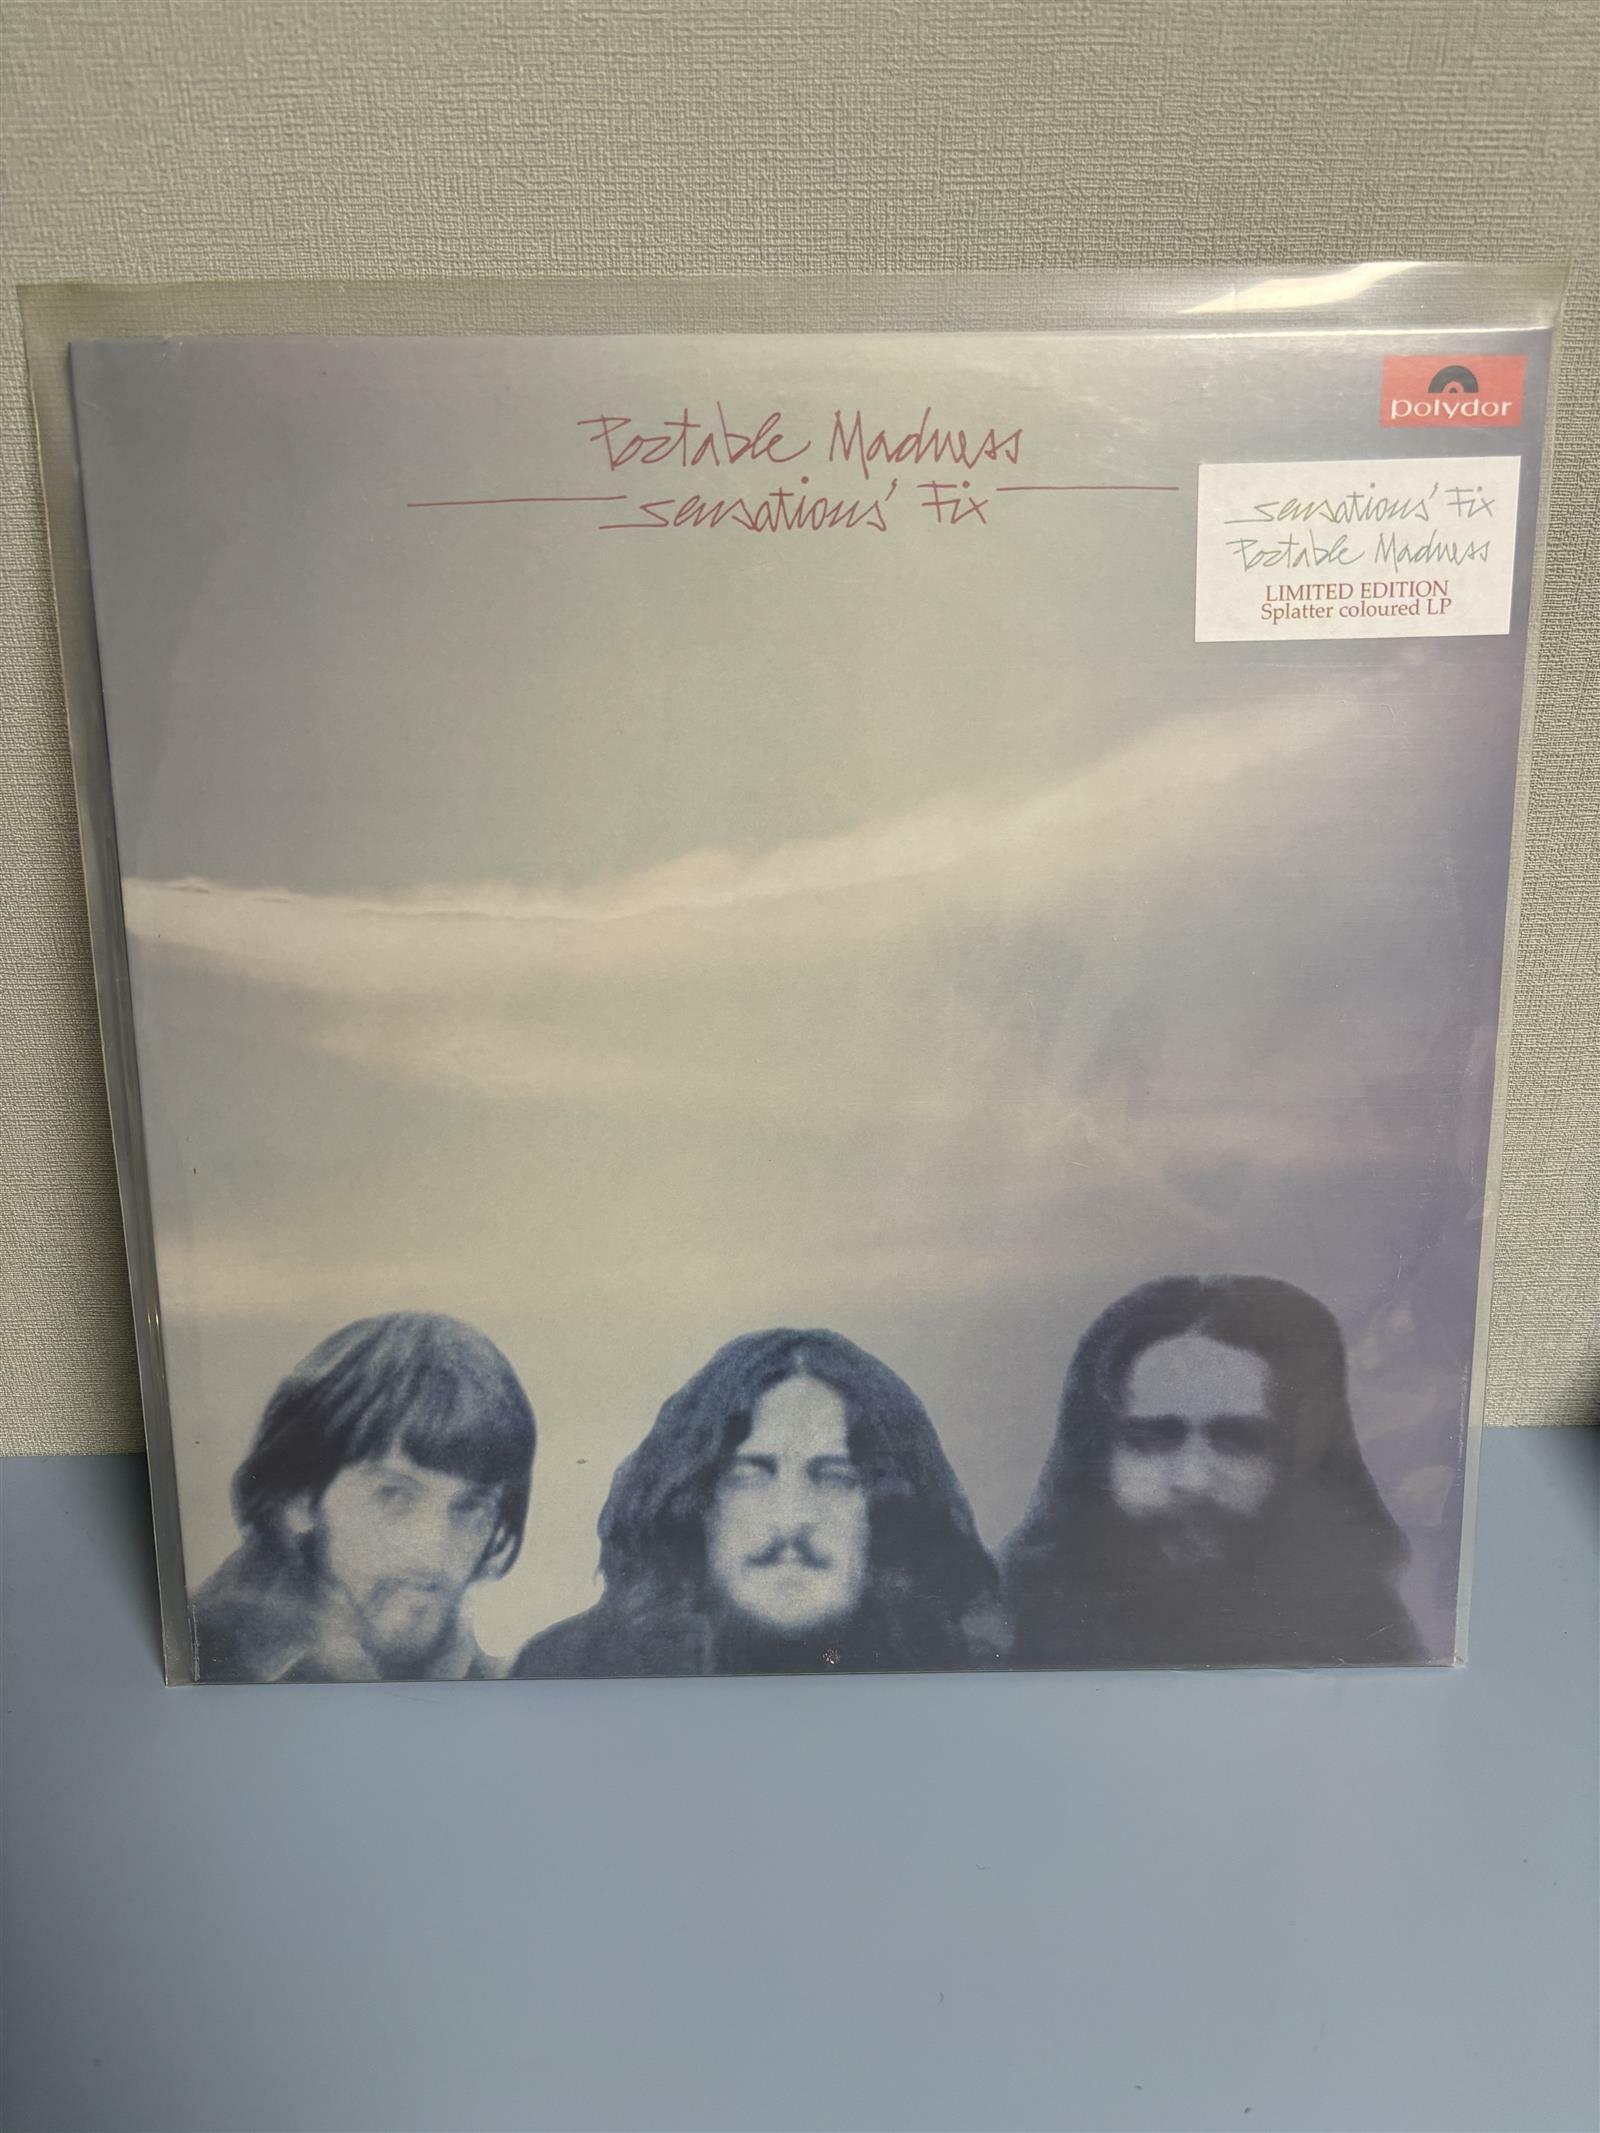 polydor
Portable Madness
sensations' Fix
sensations' Fix
Portable Madness
LIMITED EDITION
Splatter coloured LP